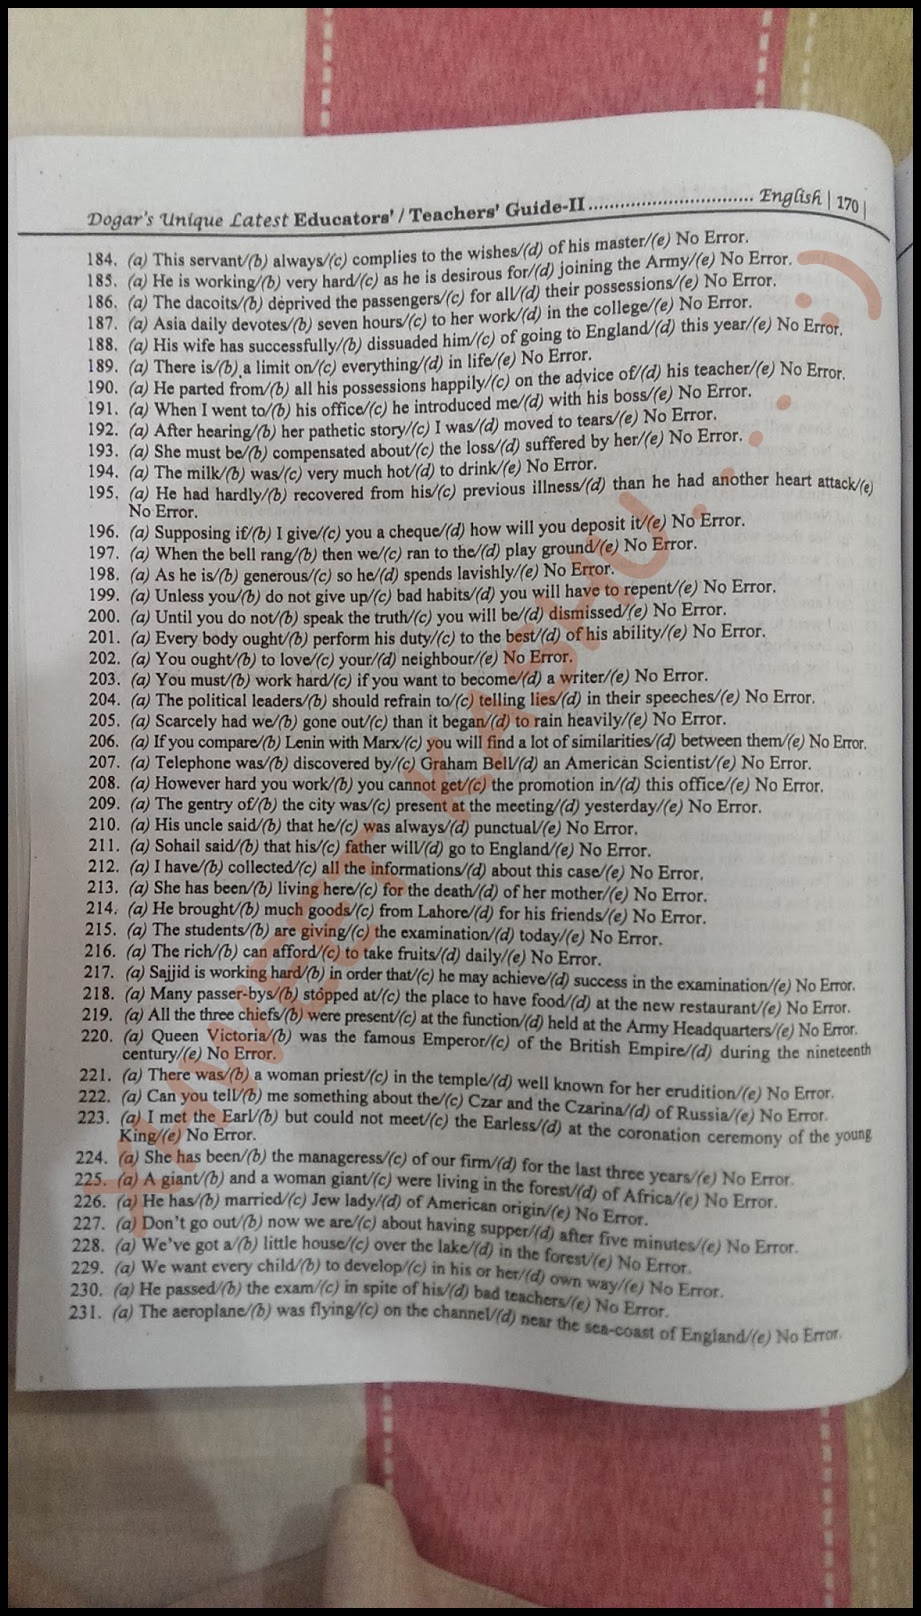 Dogar's Unique Latest Educators' / Teachers' Guide-II.............................. English | 170 |
184. (a) This servant/(b) always/(c) complies to the wishes/(d) of his master/(e) No Error.
185. (a) He is working/(b) very hard/(c) as he is desirous for/(d) joining the Army/(e) No Error.
186. (a) The dacoits/(b) deprived the passengers/(c) for all/(d) their possessions/(e) No Error.
187. (a) Asia daily devotes/(b) seven hours/(c) to her work/(d) in the college/(e) No Error.
188. (a) His wife has successfully/(b) dissuaded him/(c) of going to England/(d) this year/(e) No Error.
189. (a) There is/(b) a limit on/(c) everything/(d) in life/(e) No Error.
190. (a) He parted from/(b) all his possessions happily/(c) on the advice of/(d) his teacher/(e) No Error.
191. (a) When I went to/(b) his office/(c) he introduced me/(d) with his boss/(e) No Error.
192. (a) After hearing/(b) her pathetic story/(c) I was/(d) moved to tears/(e) No Error.
193. (a) She must be/(b) compensated about/(c) the loss/(d) suffered by her/(e) No Error.
194. (a) The milk/(b) was/(c) very much hot/(d) to drink/(e) No Error.
195. (a) He had hardly/(b) recovered from his/(c) previous illness/(d) than he had another heart attack/(e)
No Error.
196. (a) Supposing if/(b) I give/(c) you a cheque/(d) how will you deposit it/(e) No Error.
197. (a) When the bell rang/(b) then we/(c) ran to the/(d) play ground/(e) No Error.
198. (a) As he is/(b) generous/(c) so he/(d) spends lavishly/(e) No Error.
199. (a) Unless you/(b) do not give up/(c) bad habits/(d) you will have to repent/(e) No Error.
200. (a) Until you do not/(b) speak the truth/(c) you will be/(d) dismissed/(e) No Error.
201. (a) Every body ought/(b) perform his duty/(c) to the best/(d) of his ability/(e) No Error.
202. (a) You ought/(b) to love/(c) your/(d) neighbour/(e) No Error.
203. (a) You must/(b) work hard/(c) if you want to become/(d) a writer/(e) No Error.
204. (a) The political leaders/(b) should refrain to/(c) telling lies/(d) in their speeches/(e) No Error.
205. (a) Scarcely had we/(b) gone out/(c) than it began/(d) to rain heavily/(e) No Error.
206. (a) If you compare/(b) Lenin with Marx/(c) you will find a lot of similarities/(d) between them/(e) No Error.
207. (a) Telephone was/(b) discovered by/(c) Graham Bell/(d) an American Scientist/(e) No Error.
208. (a) However hard you work/(b) you cannot get/(c) the promotion in/(d) this office/(e) No Error.
209. (a) The gentry of/(b) the city was/(c) present at the meeting/(d) yesterday/(e) No Error.
210. (a) His uncle said/(b) that he/(c) was always/(d) punctual/(e) No Error.
211. (a) Sohail said/(b) that his/(c) father will/(d) go to England/(e) No Error.
212. (a) I have/(b) collected/(c) all the informations/(d) about this case/(e) No Error.
213. (a) She has been/(b) living here/(c) for the death/(d) of her mother/(e) No Error.
214. (a) He brought/(b) much goods/(c) from Lahore/(d) for his friends/(e) No Error.
215. (a) The students/(b) are giving/(c) the examination/(d) today/(e) No Error.
216. (a) The rich/(b) can afford/(c) to take fruits/(d) daily/(e) No Error.
217. (a) Sajjid is working hard/(b) in order that/(c) he may achieve/(d) success in the examination/(e) No Error.
218. (a) Many passer-bys/(b) stopped at/(c) the place to have food/(d) at the new restaurant/(e) No Error.
219. (a) All the three chiefs/(b) were present/(c) at the function/(d) held at the Army Headquarters/(e) No Error.
220. (a) Queen Victoria/(b) was the famous Emperor/(c) of the British Empire/(d) during the nineteenth
century/(e) No Error.
221. (a) There was/(b) a woman priest/(c) in the temple/(d) well known for her erudition/(e) No Error.
222. (a) Can you tell/(b) me something about the/(c) Czar and the Czarina/(d) of Russia/(e) No Error.
223. (a) I met the Earl/(b) but could not meet/(c) the Earless/(d) at the coronation ceremony of the young
King/(e) No Error.
224. (a) She has been/(b) the manageress/(c) of our firm/(d) for the last three years/(e) No Error.
225. (a) A giant/(b) and a woman giant/(c) were living in the forest/(d) of Africa/(e) No Error.
226. (a) He has/(b) married/(c) Jew lady/(d) of American origin/(e) No Error.
227. (a) Don't go out/(b) now we are/(c) about having supper/(d) after five minutes/(e) No Error.
228. (a) We've got a/(b) little house/(c) over the lake/(d) in the forest/(e) No Error.
229. (a) We want every child/(b) to develop/(c) in his or her/(d) own way/(e) No Error.
230. (a) He passed/(b) the exam/(c) in spite of his/(d) bad teachers/(e) No Error.
231. (a) The aeroplane/(b) was flying/(c) on the channel/(d) near the sea-coast of England/(e) No Error.